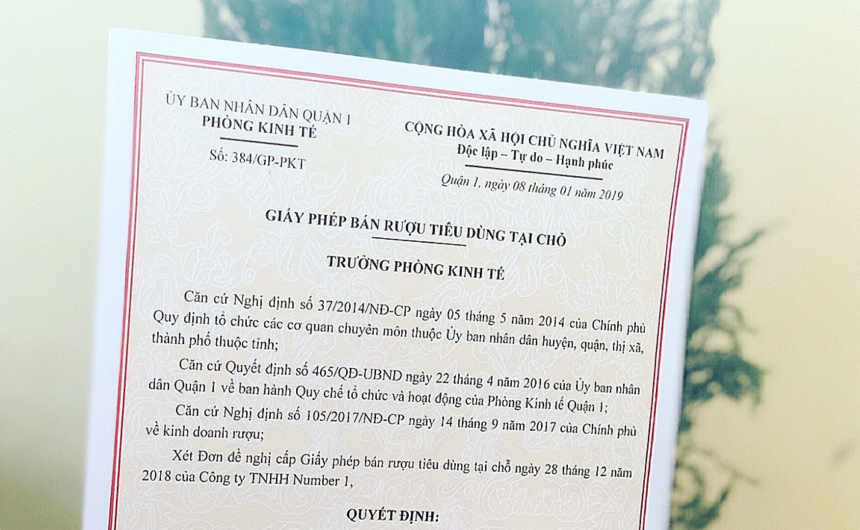 ỦY BAN NHÂN DÂN QUẬN 1
PHÒNG KINH TẾ
Số: 384/GP-PKT
CỘNG HÒA XÃ HỘI CHỦ NGHĨA VIỆT NAM
Độc lập – Tự do – Hạnh phúc
Quận 1, ngày 08 tháng 01 năm 2019
GIẤY PHÉP BÁN RƯỢU TIÊU DÙNG TẠI CHỖ
TRƯỞNG PHÒNG KINH TẾ
Căn cứ Nghị định số 37/2014/NĐ-CP ngày 05 tháng 5 năm 2014 của Chính phủ
Quy định tổ chức các cơ quan chuyên môn thuộc Ủy ban nhân dân huyện, quận, thị xã,
thành phố thuộc tỉnh;
Căn cứ Quyết định số 465/QĐ-UBND ngày 22 tháng 4 năm 2016 của Ủy ban nhân
dân Quận 1 về ban hành Quy chế tổ chức và hoạt động của Phòng Kinh tế Quận 1;
Căn cứ Nghị định số 105/2017/NĐ-CP ngày 14 tháng 9 năm 2017 của Chính phủ
về kinh doanh rượu;
Xét Đơn đề nghị cấp Giấy phép bán rượu tiêu dùng tại chỗ ngày 28 tháng 12 năm
2018 của Công ty TNHH Number 1,
QUYẾT ĐỊNH: